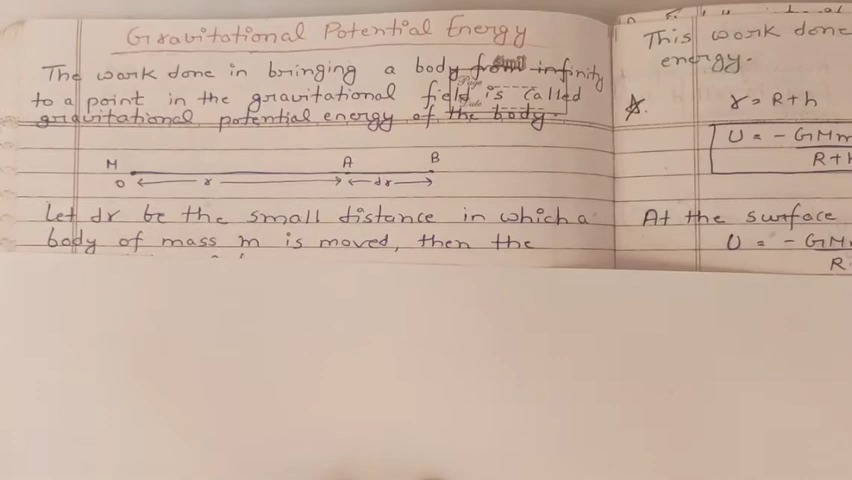 Gravitational Potential Energy
The work done in bringing a body from infinity
to a point in the gravitational field is called
gravitational potential energy of the body.
M A B
O r dr
Let dr be the small distance in which a
body of mass m is moved, then the
This work done
energy.
r = R+h
U = - GMm
R+h
At the surface
U = - GMm
R